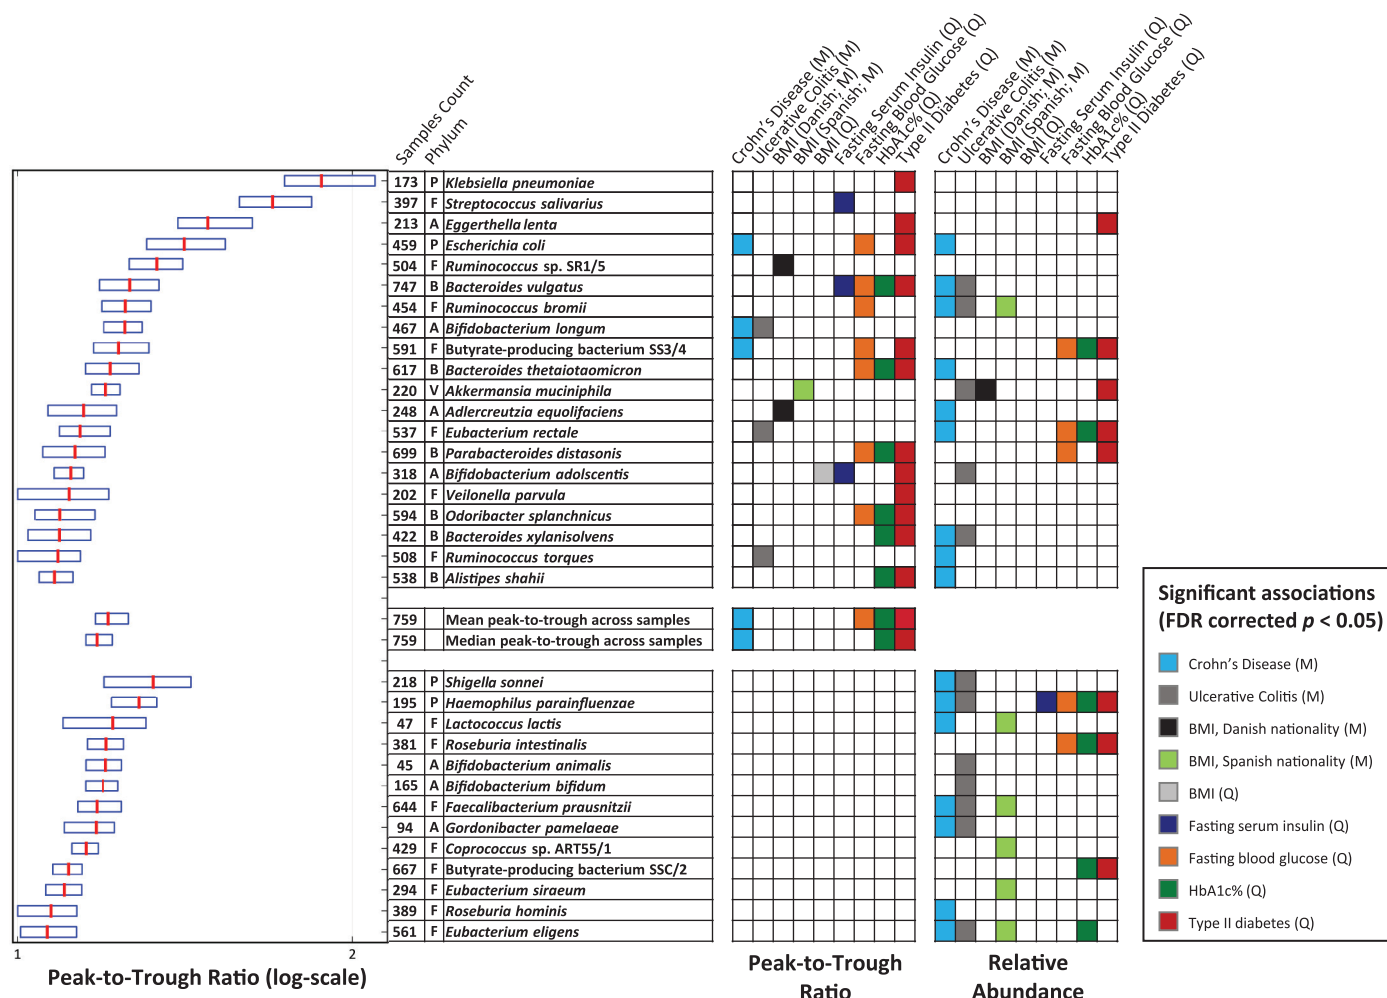 Samples Count
Phylum
Crohn's Disease (M)
Ulcerative Colitis (M)
BMI (Danish; M)
BMI (Spanish; M)
BMI (Q)
Fasting Serum Insulin (Q)
Fasting Blood Glucose (Q)
HbA1c% (Q)
Type II Diabetes (Q)
Crohn's Disease (M)
Ulcerative Colitis (M)
BMI (Danish; M)
BMI (Spanish; M)
BMI (Q)
Fasting Serum Insulin (Q)
Fasting Blood Glucose (Q)
HbA1c% (Q)
Type II Diabetes (Q)
173 P Klebsiella pneumoniae
397 F Streptococcus salivarius
213 A Eggerthella lenta
459 P Escherichia coli
504 F Ruminococcus sp. SR1/5
747 B Bacteroides vulgatus
454 F Ruminococcus bromii
467 A Bifidobacterium longum
591 F Butyrate-producing bacterium SS3/4
617 B Bacteroides thetaiotaomicron
220 V Akkermansia muciniphila
248 A Adlercreutzia equolifaciens
537 F Eubacterium rectale
699 B Parabacteroides distasonis
318 A Bifidobacterium adolscentis
202 F Veilonella parvula
594 B Odoribacter splanchnicus
422 B Bacteroides xylanisolvens
508 F Ruminococcus torques
538 B Alistipes shahii
759 Mean peak-to-trough across samples
759 Median peak-to-trough across samples
218 P Shigella sonnei
195 P Haemophilus parainfluenzae
47 F Lactococcus lactis
381 F Roseburia intestinalis
45 A Bifidobacterium animalis
165 A Bifidobacterium bifidum
644 F Faecalibacterium prausnitzii
94 A Gordonibacter pamelaeae
429 F Coprococcus sp. ART55/1
667 F Butyrate-producing bacterium SSC/2
294 F Eubacterium siraeum
389 F Roseburia hominis
561 F Eubacterium eligens
1 2
Peak-to-Trough Ratio (log-scale)
Peak-to-Trough
Ratio
Relative
Abundance
Significant associations
(FDR corrected p < 0.05)
Crohn's Disease (M)
Ulcerative Colitis (M)
BMI, Danish nationality (M)
BMI, Spanish nationality (M)
BMI (Q)
Fasting serum insulin (Q)
Fasting blood glucose (Q)
HbA1c% (Q)
Type II diabetes (Q)